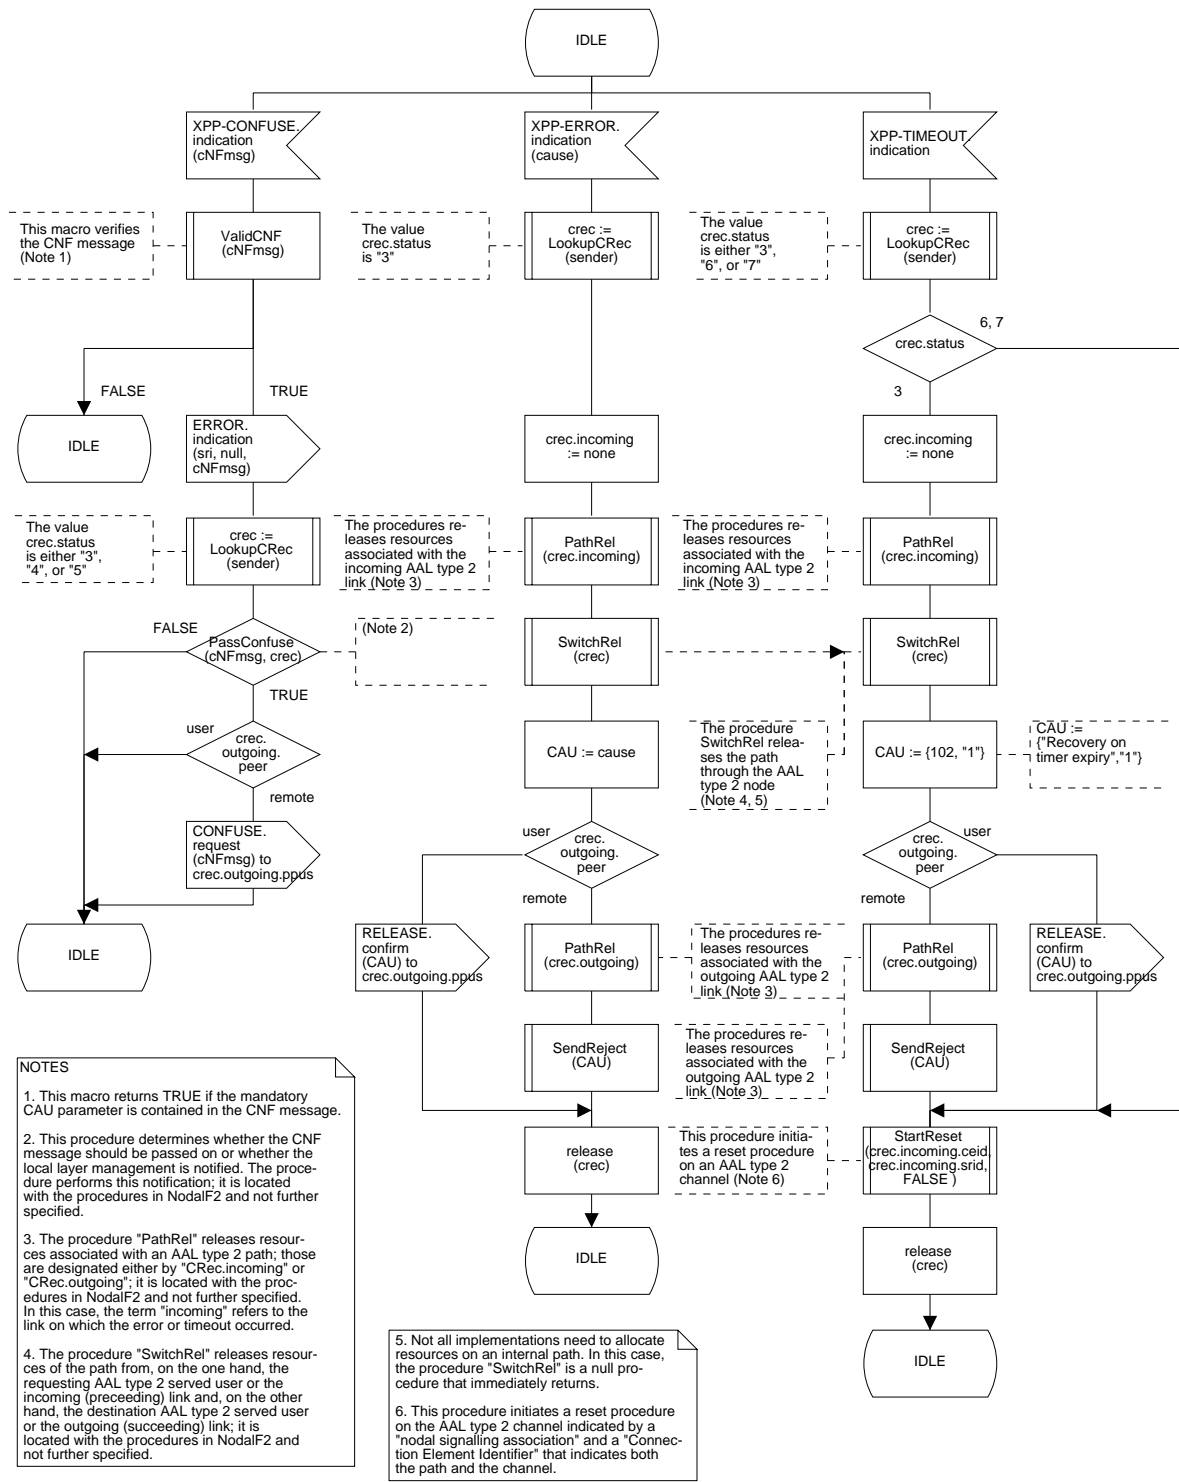 IDLE
XPP-CONFUSE.
indication
(cNFmsg)
XPP-ERROR.
indication
(cause)
XPP-TIMEOUT.
indication
This macro verifies
the CNF message
(Note 1)
ValidCNF
(cNFmsg)
The value
crec.status
is "3"
crec :=
LookupCRec
(sender)
The value
crec.status
is either "3",
"6", or "7"
crec :=
LookupCRec
(sender)
6, 7
crec.status
3
FALSE
TRUE
IDLE
ERROR.
indication
(sri, null,
cNFmsg)
crec.incoming
:= none
crec.incoming
:= none
The value
crec.status
is either "3",
"4", or "5"
crec :=
LookupCRec
(sender)
The procedures re-
leases resources
associated with the
incoming AAL type 2
link (Note 3)
PathRel
(crec.incoming)
The procedures re-
leases resources
associated with the
incoming AAL type 2
link (Note 3)
PathRel
(crec.incoming)
FALSE
PassConfuse
(cNFmsg, crec)
TRUE
(Note 2)
SwitchRel
(crec)
SwitchRel
(crec)
user
crec.
outgoing.
peer
remote
CAU := cause
The procedure
SwitchRel relea-
ses the path
through the AAL
type 2 node
(Note 4, 5)
CAU := {102, "1"}
CAU :=
{"Recovery on
timer expiry","1"}
CONFUSE.
request
(cNFmsg) to
crec.outgoing.ppus
user
crec.
outgoing.
peer
remote
user
crec.
outgoing.
peer
remote
IDLE
RELEASE.
confirm
(CAU) to
crec.outgoing.ppus
PathRel
(crec.outgoing)
The procedures re-
leases resources
associated with the
outgoing AAL type 2
link (Note 3)
PathRel
(crec.outgoing)
RELEASE.
confirm
(CAU) to
crec.outgoing.ppus
SendReject
(CAU)
The procedures re-
leases resources
associated with the
outgoing AAL type 2
link (Note 3)
SendReject
(CAU)
release
(crec)
This procedure initia-
tes a reset procedure
on an AAL type 2
channel (Note 6)
StartReset
(crec.incoming.ceid,
crec.incoming.srid,
FALSE )
IDLE
release
(crec)
IDLE
NOTES
1. This macro returns TRUE if the mandatory
CAU parameter is contained in the CNF message.
2. This procedure determines whether the CNF
message should be passed on or whether the
local layer management is notified. The proce-
dure performs this notification; it is located
with the procedures in NodalF2 and not further
specified.
3. The procedure "PathRel" releases resour-
ces associated with an AAL type 2 path; those
are designated either by "CRec.incoming" or
"CRec.outgoing"; it is located with the proc-
edures in NodalF2 and not further specified.
In this case, the term "incoming" refers to the
link on which the error or timeout occurred.
4. The procedure "SwitchRel" releases resour-
ces of the path from, on the one hand, the
requesting AAL type 2 served user or the
incoming (preceeding) link and, on the other
hand, the destination AAL type 2 served user
or the outgoing (succeeding) link; it is
located with the procedures in NodalF2 and
not further specified.
5. Not all implementations need to allocate
resources on an internal path. In this case,
the procedure "SwitchRel" is a null pro-
cedure that immediately returns.
6. This procedure initiates a reset procedure
on the AAL type 2 channel indicated by a
"nodal signalling association" and a "Connec-
tion Element Identifier" that indicates both
the path and the channel.